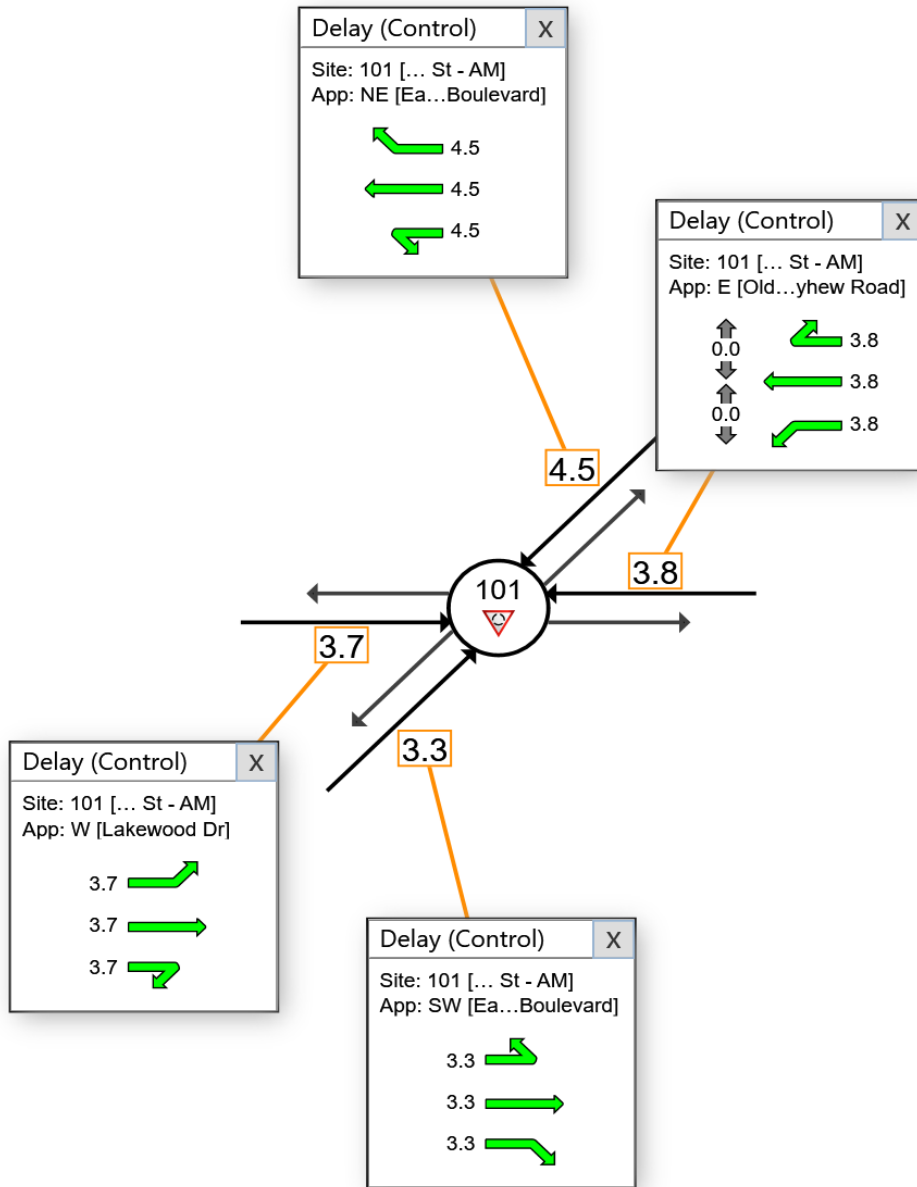 Delay (Control) X
Site: 101 [… St - AM]
App: NE [Ea…Boulevard]
4.5
4.5
4.5
Delay (Control) X
Site: 101 [… St - AM]
App: E [Old…yhew Road]
0.0
0.0
3.8
3.8
3.8
4.5
3.8
101
3.7
3.3
Delay (Control) X
Site: 101 [… St - AM]
App: W [Lakewood Dr]
3.7
3.7
3.7
Delay (Control) X
Site: 101 [… St - AM]
App: SW [Ea…Boulevard]
3.3
3.3
3.3